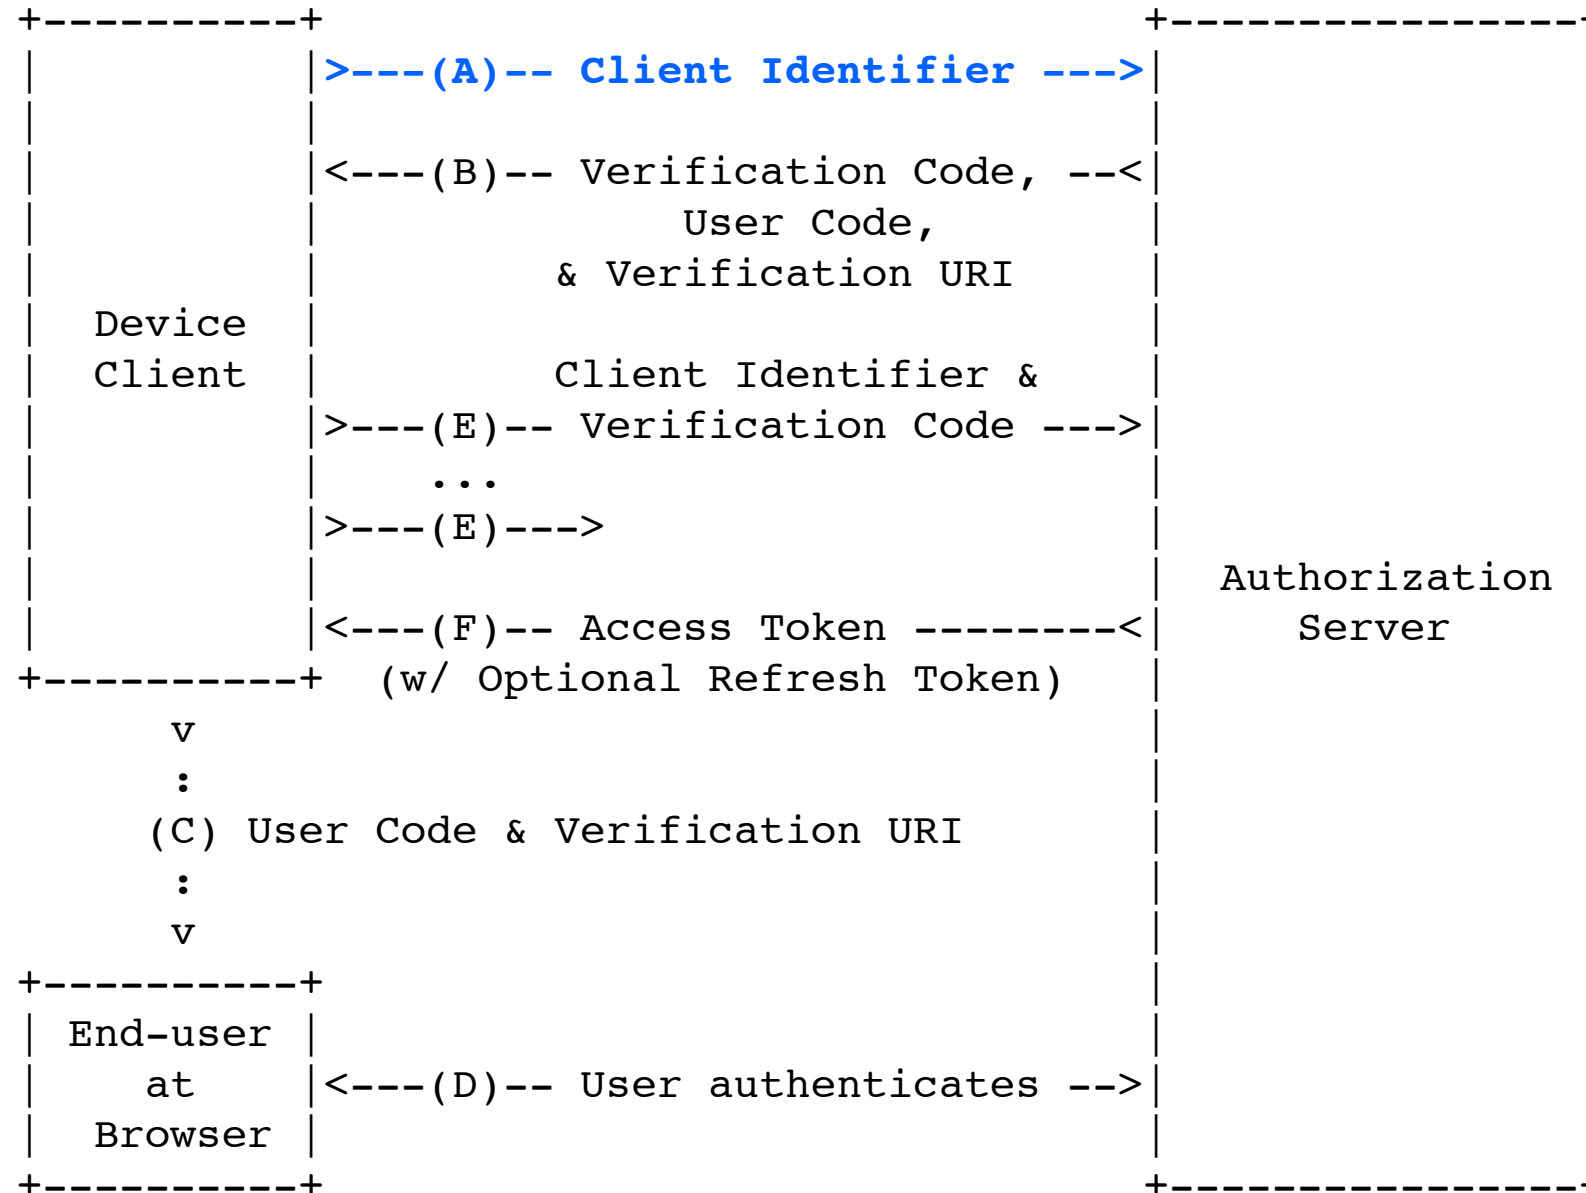 +----------+                                +----------------+
|          |>---(A)-- Client Identifier --->|
|          |                                |
|          |<---(B)-- Verification Code, --<|
|          |              User Code,        |
|          |         & Verification URI     |
|  Device  |                                |
|  Client  |         Client Identifier &    |
|          |>---(E)-- Verification Code --->|
|          |    ...                         |
|          |>---(E)--->                     |
|          |                                |  Authorization
|          |<---(F)-- Access Token --------<|     Server
+----------+  (w/ Optional Refresh Token)   |
      v                                     |
      :                                     |
     (C) User Code & Verification URI       |
      :                                     |
      v                                     |
+----------+                                |
| End-user |                                |
|    at    |<---(D)-- User authenticates -->|
|  Browser |                                |
+----------+                                +----------------+